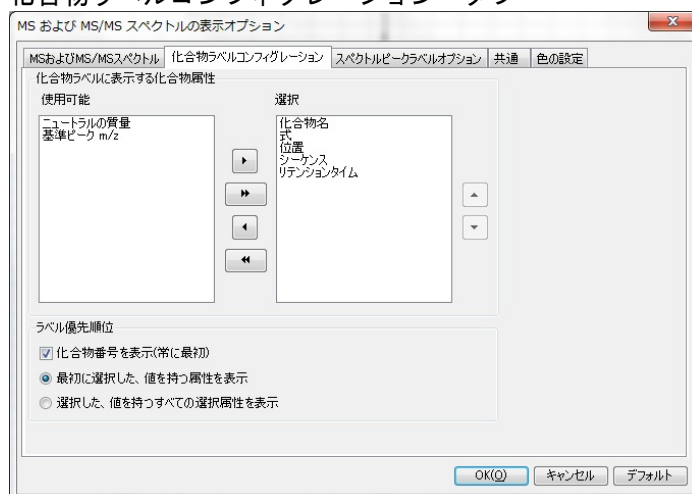 MS および MS/MS スペクトルの表示オプション
MSおよびMS/MSスペクトル 化合物ラベルコンフィグレーション スペクトルピークラベルオプション 共通 色の設定
化合物ラベルに表示する化合物属性
使用可能 選択
ニュートラルの質量
基準ピーク m/z
化合物名
式
位置
シーケンス
リテンションタイム
ラベル優先順位
化合物番号を表示(常に最初)
最初に選択した、値を持つ属性を表示
選択した、値を持つすべての選択属性を表示
OK(O) キャンセル デフォルト